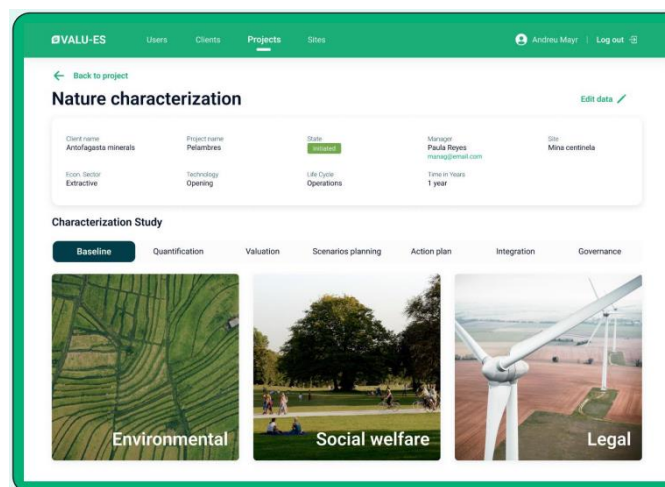 ØVALU-ES Users Clients Projects Sites Andreu Mayr | Log out
Back to project
Nature characterization
Edit data
Client name Project name State Manager Site
Antofagasta minerals Pelambres Initiated Paula Reyes Mina centinela
manag@email.com
Econ. Sector Technology Life Cycle Time in Years
Extractive Opening Operations 1 year
Characterization Study
Baseline Quantification Valuation Scenarios planning Action plan Integration Governance
Environmental Social welfare Legal